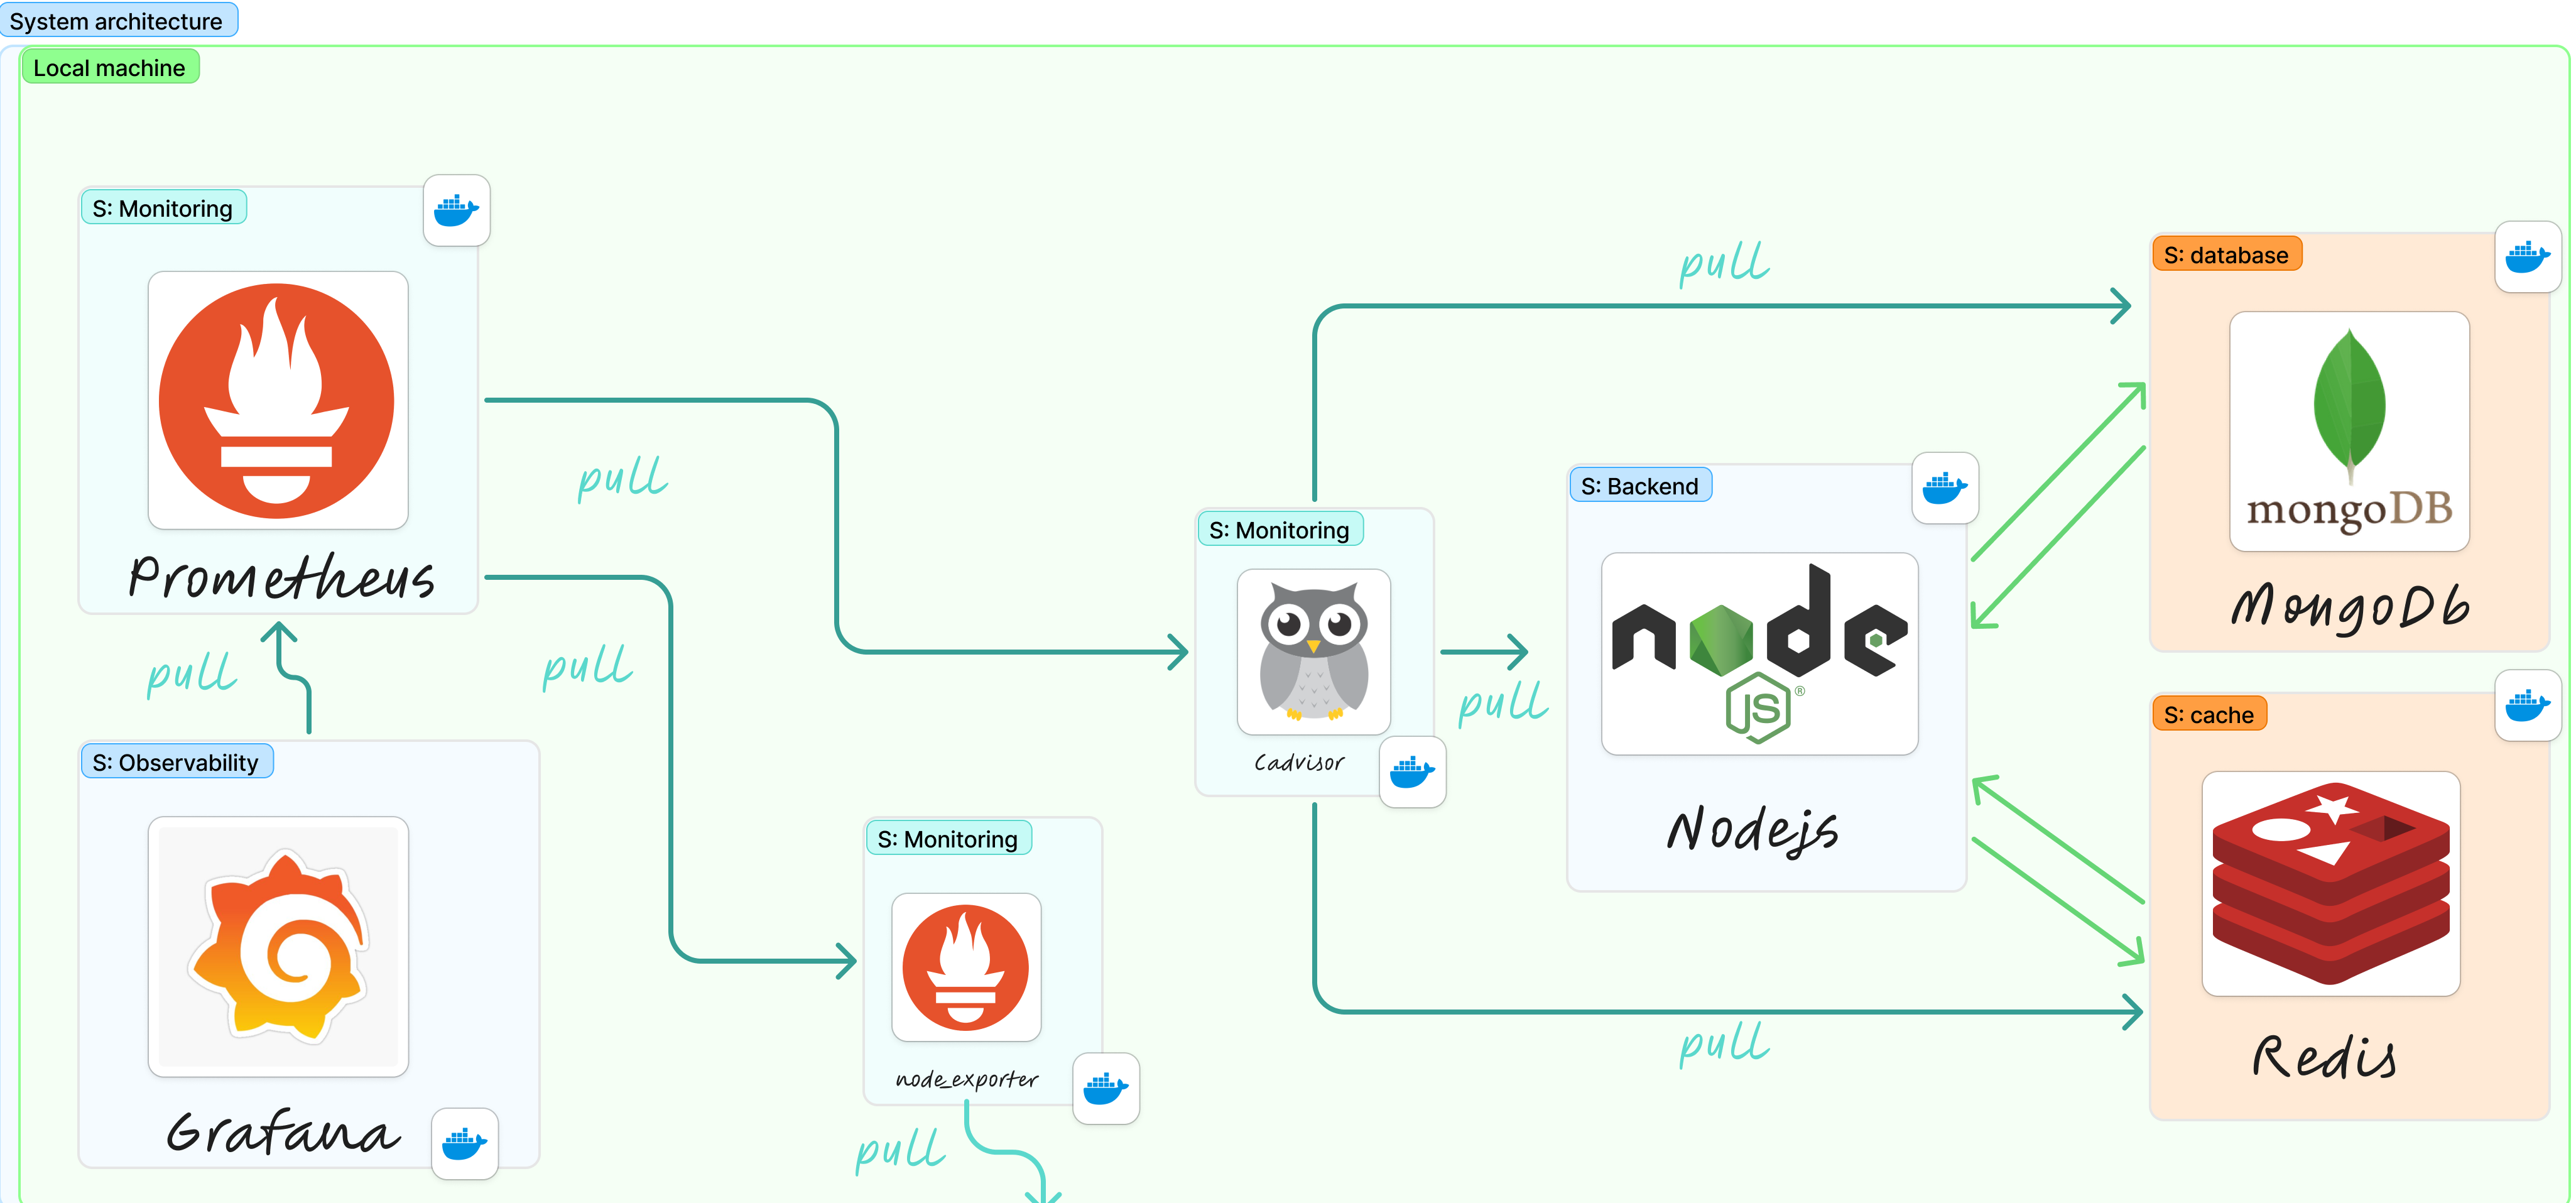 System architecture
Local machine
S: Monitoring
Prometheus
pull
pull
pull
S: Observability
Grafana
S: Monitoring
node_exporter
pull
S: Monitoring
Cadvisor
pull
pull
pull
S: Backend
node
JS®
Nodejs
S: database
mongoDB
MongoDb
S: cache
Redis